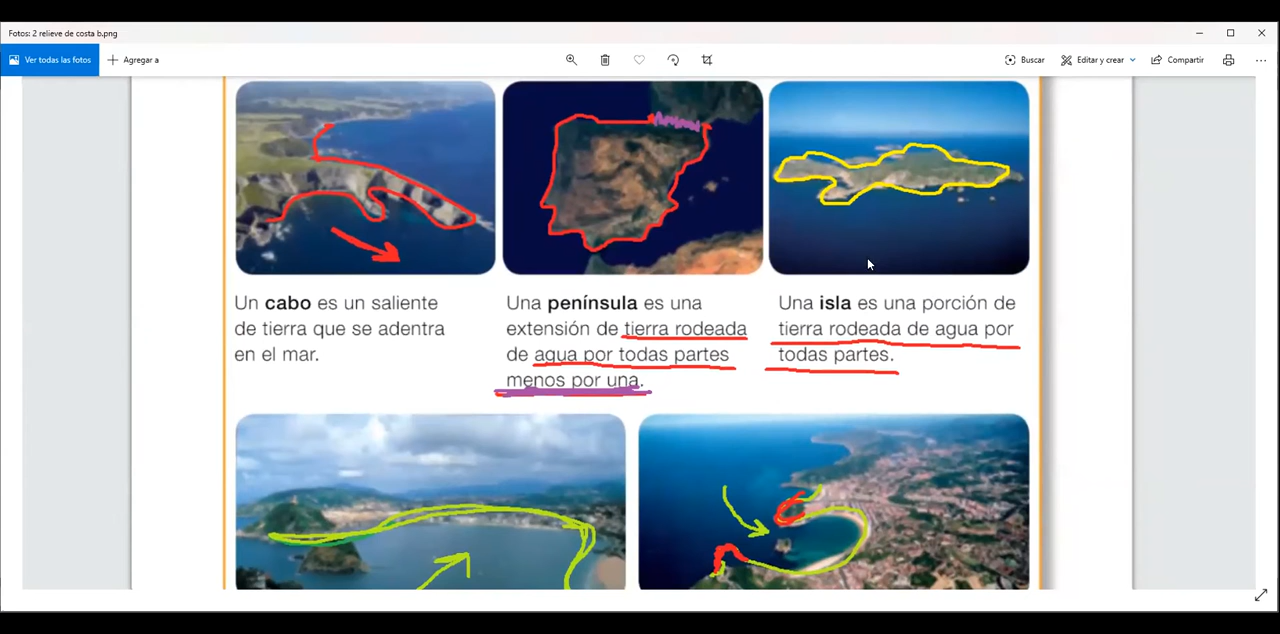 Fotos: 2 relieve de costa b.png
Ver todas las fotos
Agregar a
Buscar
Editar y crear
Compartir
Un cabo es un saliente
de tierra que se adentra
en el mar.
Una península es una
extensión de tierra rodeada
de agua por todas partes
menos por una.
Una isla es una porción de
tierra rodeada de agua por
todas partes.